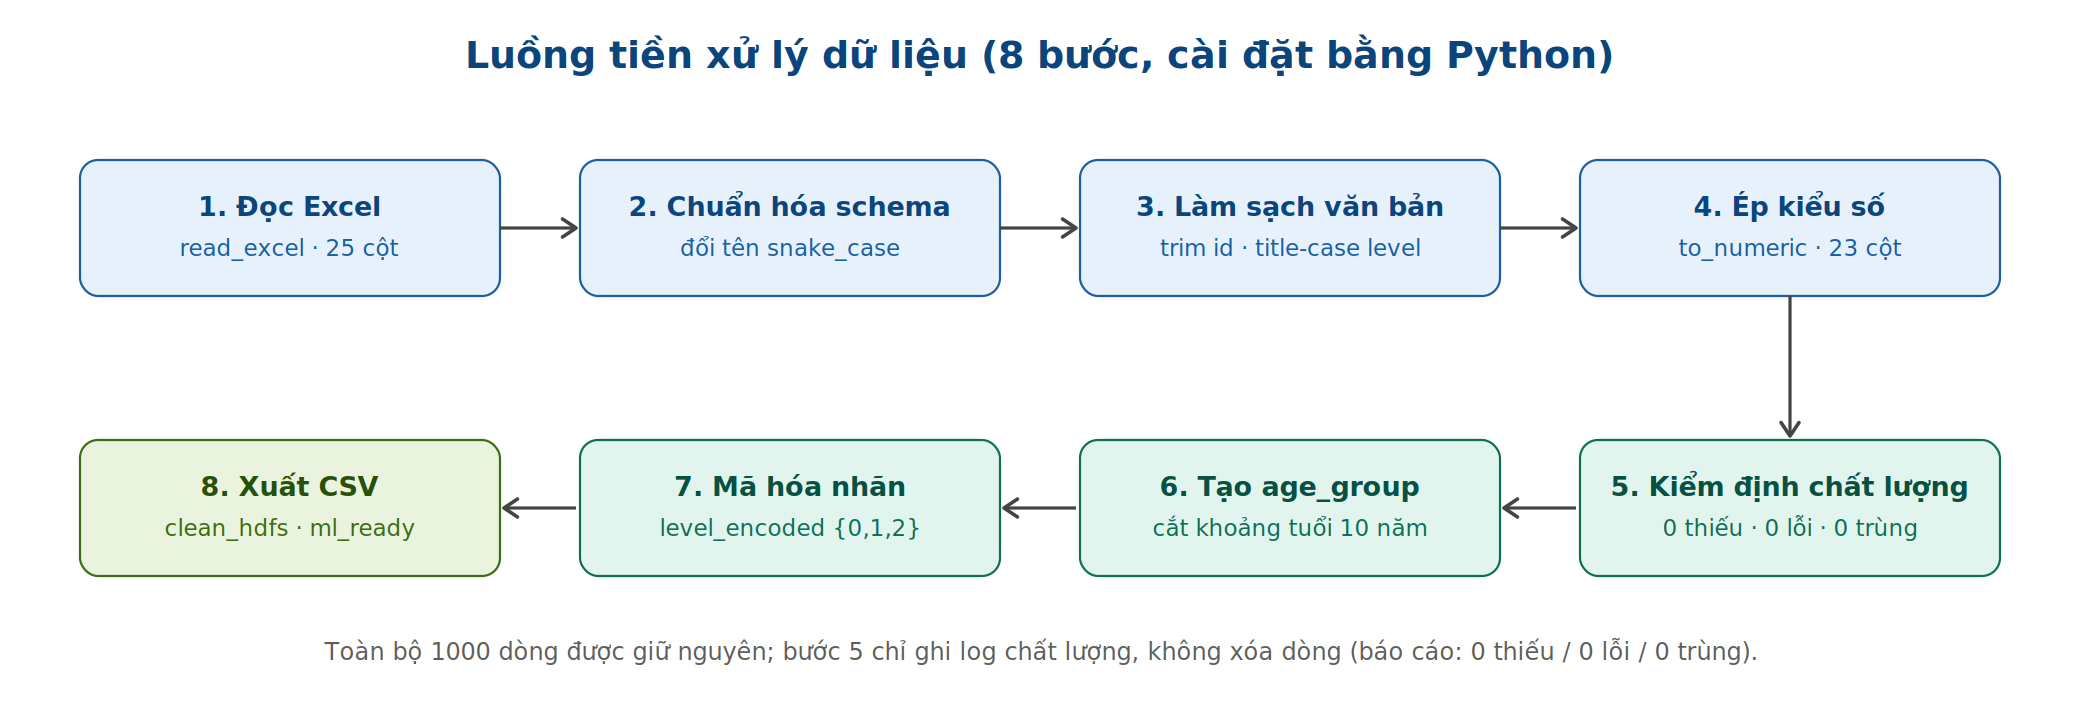 Luồng tiền xử lý dữ liệu (8 bước, cài đặt bằng Python)
1. Đọc Excel
read_excel · 25 cột
2. Chuẩn hóa schema
đổi tên snake_case
3. Làm sạch văn bản
trim id · title-case level
4. Ép kiểu số
to_numeric · 23 cột
5. Kiểm định chất lượng
0 thiếu · 0 lỗi · 0 trùng
6. Tạo age_group
cắt khoảng tuổi 10 năm
7. Mã hóa nhãn
level_encoded {0,1,2}
8. Xuất CSV
clean_hdfs · ml_ready
Toàn bộ 1000 dòng được giữ nguyên; bước 5 chỉ ghi log chất lượng, không xóa dòng (báo cáo: 0 thiếu / 0 lỗi / 0 trùng).